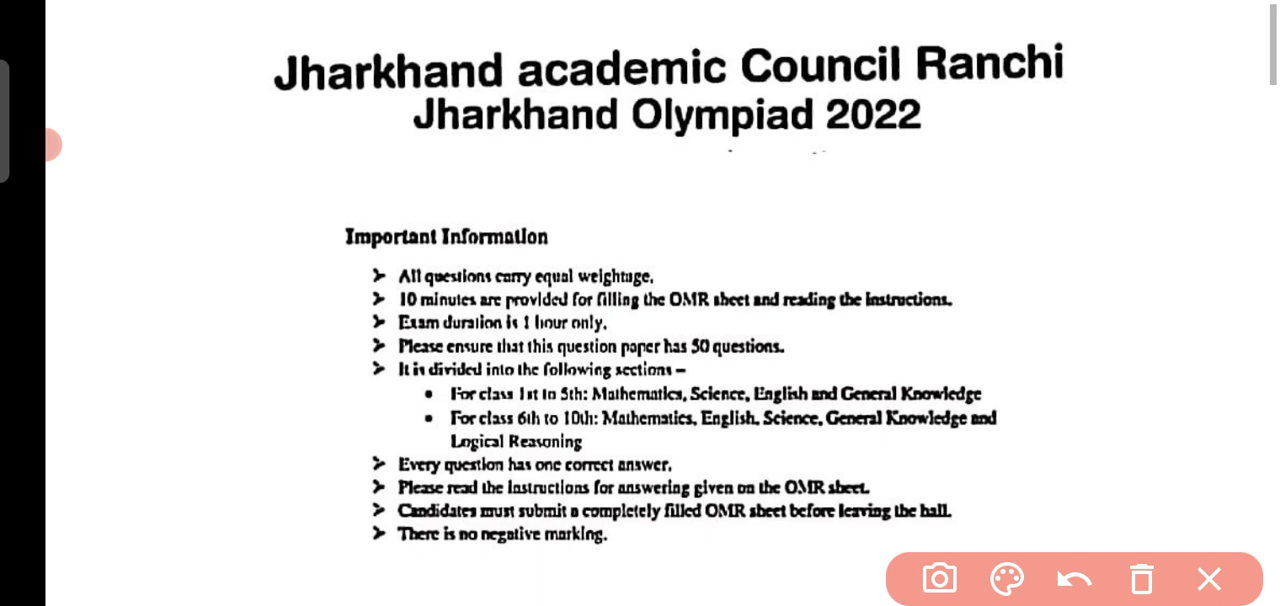 Jharkhand academic Council Ranchi
Jharkhand Olympiad 2022
Important Information
➢ All questions carry equal weightage.
➢ 10 minutes are provided for filling the OMR sheet and reading the instructions.
➢ Exam duration is 1 hour only.
➢ Please ensure that this question paper has 50 questions.
➢ It is divided into the following sections –
• For class 1st to 5th: Mathematics, Science, English and General Knowledge
• For class 6th to 10th: Mathematics, English, Science, General Knowledge and
Logical Reasoning
➢ Every question has one correct answer.
➢ Please read the instructions for answering given on the OMR sheet.
➢ Candidates must submit a completely filled OMR sheet before leaving the hall.
➢ There is no negative marking.